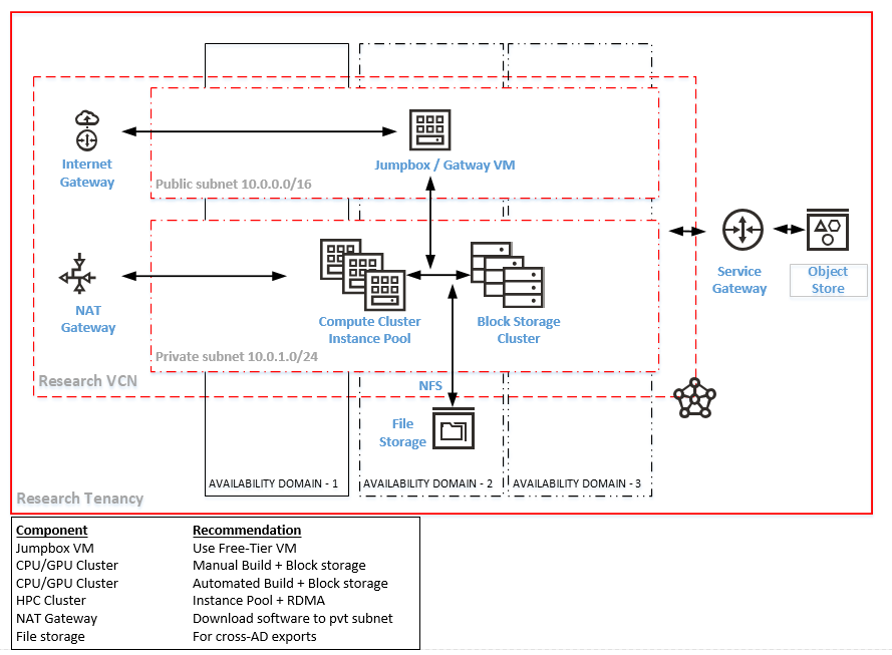 Internet
Gateway
Jumpbox / Gatway VM
Public subnet 10.0.0.0/16
NAT
Gateway
Compute Cluster
Instance Pool
Block Storage
Cluster
Service
Gateway
Object
Store
Private subnet 10.0.1.0/24
Research VCN
NFS
File
Storage
AVAILABILITY DOMAIN - 1
AVAILABILITY DOMAIN - 2
AVAILABILITY DOMAIN - 3
Research Tenancy
Component Recommendation
Jumpbox VM Use Free-Tier VM
CPU/GPU Cluster Manual Build + Block storage
CPU/GPU Cluster Automated Build + Block storage
HPC Cluster Instance Pool + RDMA
NAT Gateway Download software to pvt subnet
File storage For cross-AD exports